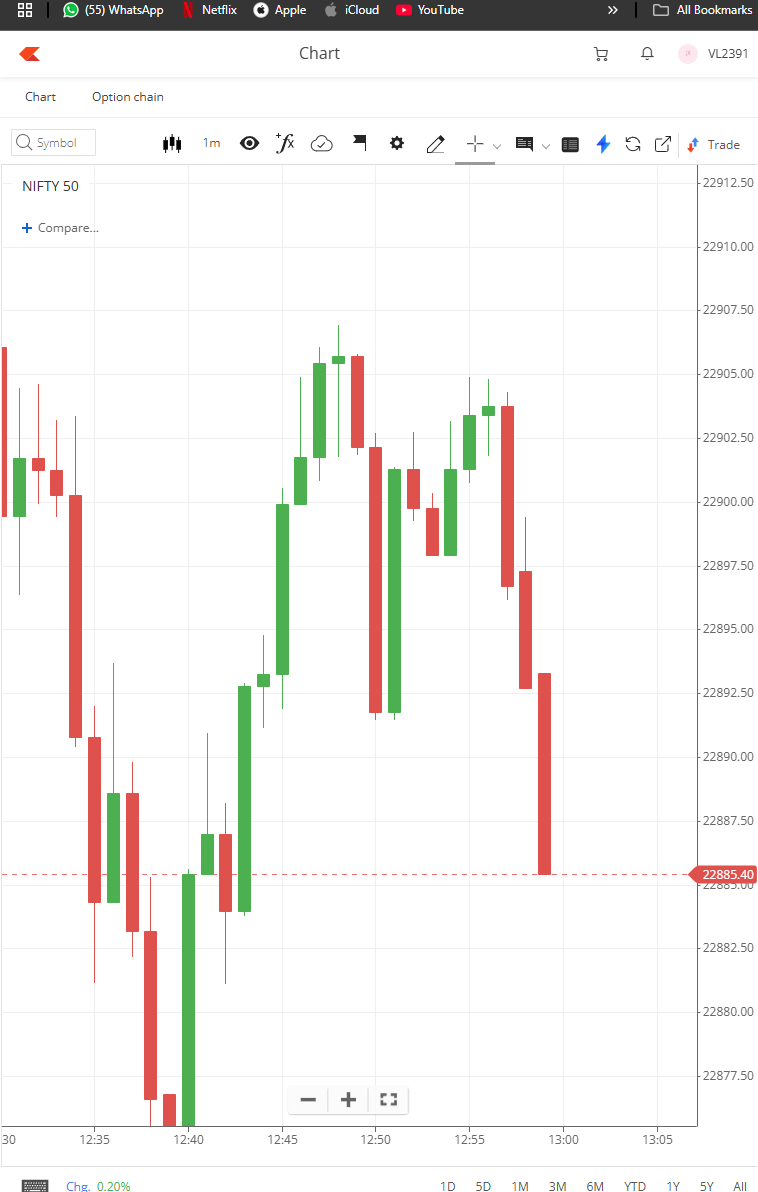 (55) WhatsApp Netflix Apple iCloud YouTube » All Bookmarks
Chart VL2391
Chart Option chain
Symbol 1m fx Trade
NIFTY 50
+ Compare...
22912.50
22910.00
22907.50
22905.00
22902.50
22900.00
22897.50
22895.00
22892.50
22890.00
22887.50
22885.40
22885.00
22882.50
22880.00
22877.50
30 12:35 12:40 12:45 12:50 12:55 13:00 13:05
Chg. 0.20% 1D 5D 1M 3M 6M YTD 1Y 5Y All